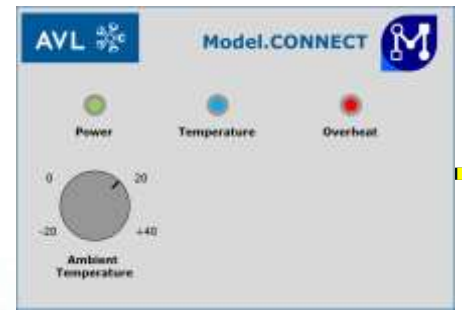 AVL
Model.CONNECT
Power
Temperature
Overheat
0
20
-20
+40
Ambient
Temperature